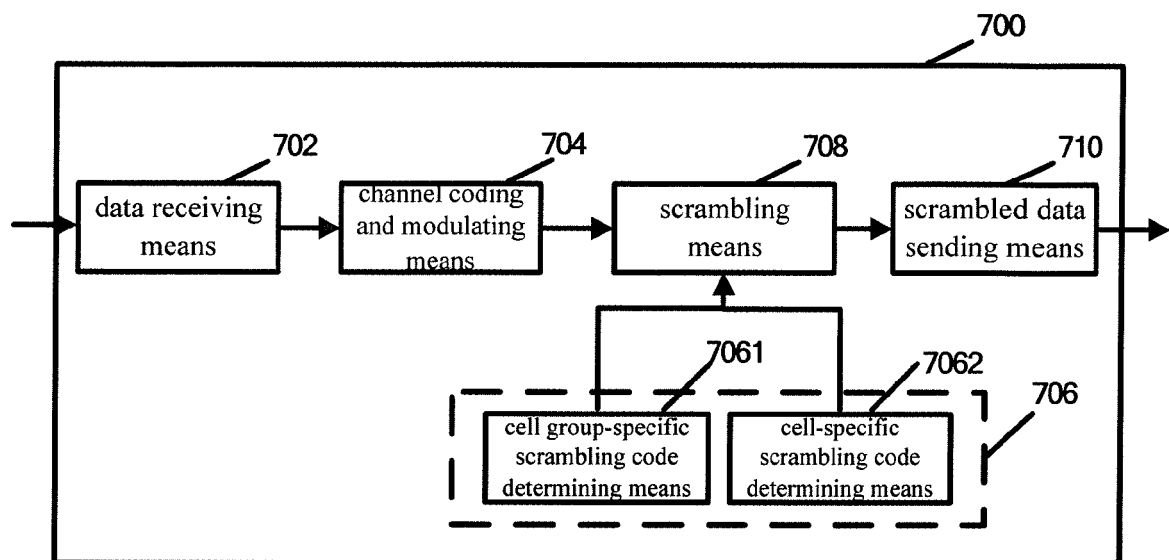 700
702
704
708
710
data receiving
means
channel coding
and modulating
means
scrambling
means
scrambled data
sending means
7061
7062
706
cell group-specific
scrambling code
determining means
cell-specific
scrambling code
determining means